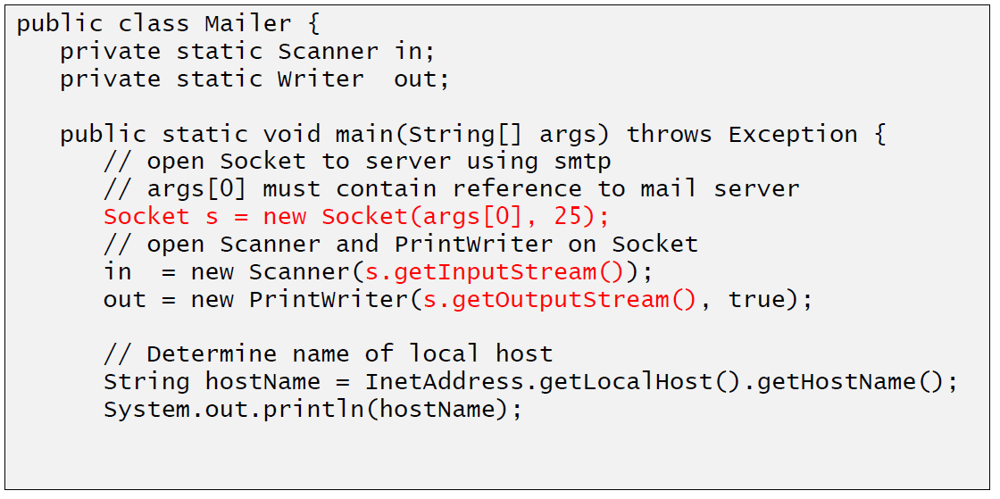 public class Mailer {
private static Scanner in;
private static Writer  out;
public static void main(String[] args) throws Exception {
// open Socket to server using smtp
// args[0] must contain reference to mail server
Socket s = new Socket(args[0], 25);
// open Scanner and PrintWriter on Socket
in  = new Scanner(s.getInputStream());
out = new PrintWriter(s.getOutputStream(), true);
// Determine name of local host
String hostName = InetAddress.getLocalHost().getHostName();
System.out.println(hostName);